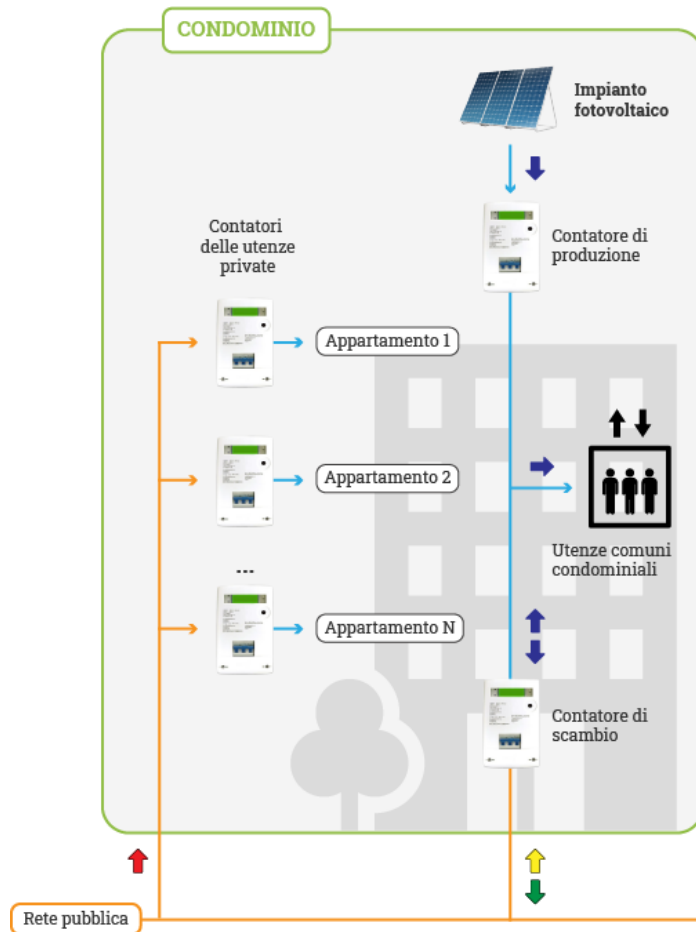 CONDOMINIO
Impianto
fotovoltaico
Contatore di
produzione
Contatori
delle utenze
private
Appartamento 1
Appartamento 2
Utenze comuni
condominiali
...
Appartamento N
Contatore di
scambio
Rete pubblica